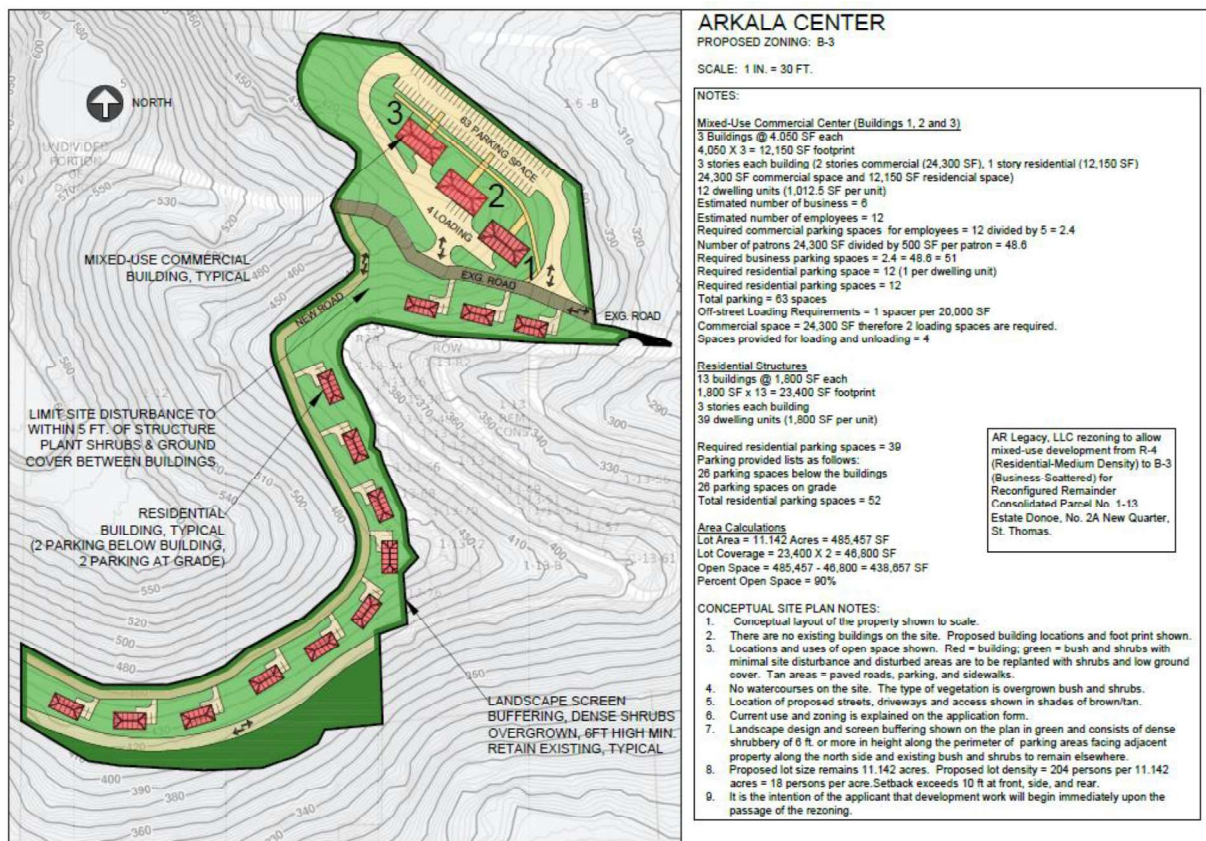 NORTH
MIXED-USE COMMERCIAL
BUILDING, TYPICAL
LIMIT SITE DISTURBANCE TO
WITHIN 5 FT. OF STRUCTURE
PLANT SHRUBS & GROUND
COVER BETWEEN BUILDINGS
RESIDENTIAL
BUILDING, TYPICAL
(2 PARKING BELOW BUILDING,
2 PARKING AT GRADE)
3
63 PARKING SPACE
2
4 LOADING
1
EXG. ROAD
EXG. ROAD
NEW ROAD
LANDSCAPE SCREEN
BUFFERING, DENSE SHRUBS
OVERGROWN, 6FT HIGH MIN.
RETAIN EXISTING, TYPICAL
ARKALA CENTER
PROPOSED ZONING: B-3
SCALE: 1 IN. = 30 FT.
NOTES:
Mixed-Use Commercial Center (Buildings 1, 2 and 3)
3 Buildings @ 4.050 SF each
4,050 X 3 = 12,150 SF footprint
3 stories each building (2 stories commercial (24,300 SF), 1 story residential (12,150 SF)
24,300 SF commercial space and 12,150 SF residencial space)
12 dwelling units (1,012.5 SF per unit)
Estimated number of business = 6
Estimated number of employees = 12
Required commercial parking spaces for employees = 12 divided by 5 = 2.4
Number of patrons 24,300 SF divided by 500 SF per patron = 48.6
Required business parking spaces = 2.4 = 48.6 = 51
Required residential parking space = 12 (1 per dwelling unit)
Required residential parking spaces = 12
Total parking = 63 spaces
Off-street Loading Requirements = 1 spacer per 20,000 SF
Commercial space = 24,300 SF therefore 2 loading spaces are required.
Spaces provided for loading and unloading = 4
Residential Structures
13 buildings @ 1,800 SF each
1,800 SF x 13 = 23,400 SF footprint
3 stories each building
39 dwelling units (1,800 SF per unit)
Required residential parking spaces = 39
Parking provided lists as follows:
26 parking spaces below the buildings
26 parking spaces on grade
Total residential parking spaces = 52
AR Legacy, LLC rezoning to allow
mixed-use development from R-4
(Residential-Medium Density) to B-3
(Business-Scattered) for
Reconfigured Remainder
Consolidated Parcel No. 1-13
Estate Donoe, No. 2A New Quarter,
St. Thomas.
Area Calculations
Lot Area = 11.142 Acres = 485,457 SF
Lot Coverage = 23,400 X 2 = 46,800 SF
Open Space = 485,457 - 46,800 = 438,657 SF
Percent Open Space = 90%
CONCEPTUAL SITE PLAN NOTES:
1. Conceptual layout of the property shown to scale.
2. There are no existing buildings on the site. Proposed building locations and foot print shown.
3. Locations and uses of open space shown. Red = building; green = bush and shrubs with
minimal site disturbance and disturbed areas are to be replanted with shrubs and low ground
cover. Tan areas = paved roads, parking, and sidewalks.
4. No watercourses on the site. The type of vegetation is overgrown bush and shrubs.
5. Location of proposed streets, driveways and access shown in shades of brown/tan.
6. Current use and zoning is explained on the application form.
7. Landscape design and screen buffering shown on the plan in green and consists of dense
shrubbery of 6 ft. or more in height along the perimeter of parking areas facing adjacent
property along the north side and existing bush and shrubs to remain elsewhere.
8. Proposed lot size remains 11.142 acres. Proposed lot density = 204 persons per 11.142
acres = 18 persons per acre.Setback exceeds 10 ft at front, side, and rear.
9. It is the intention of the applicant that development work will begin immediately upon the
passage of the rezoning.